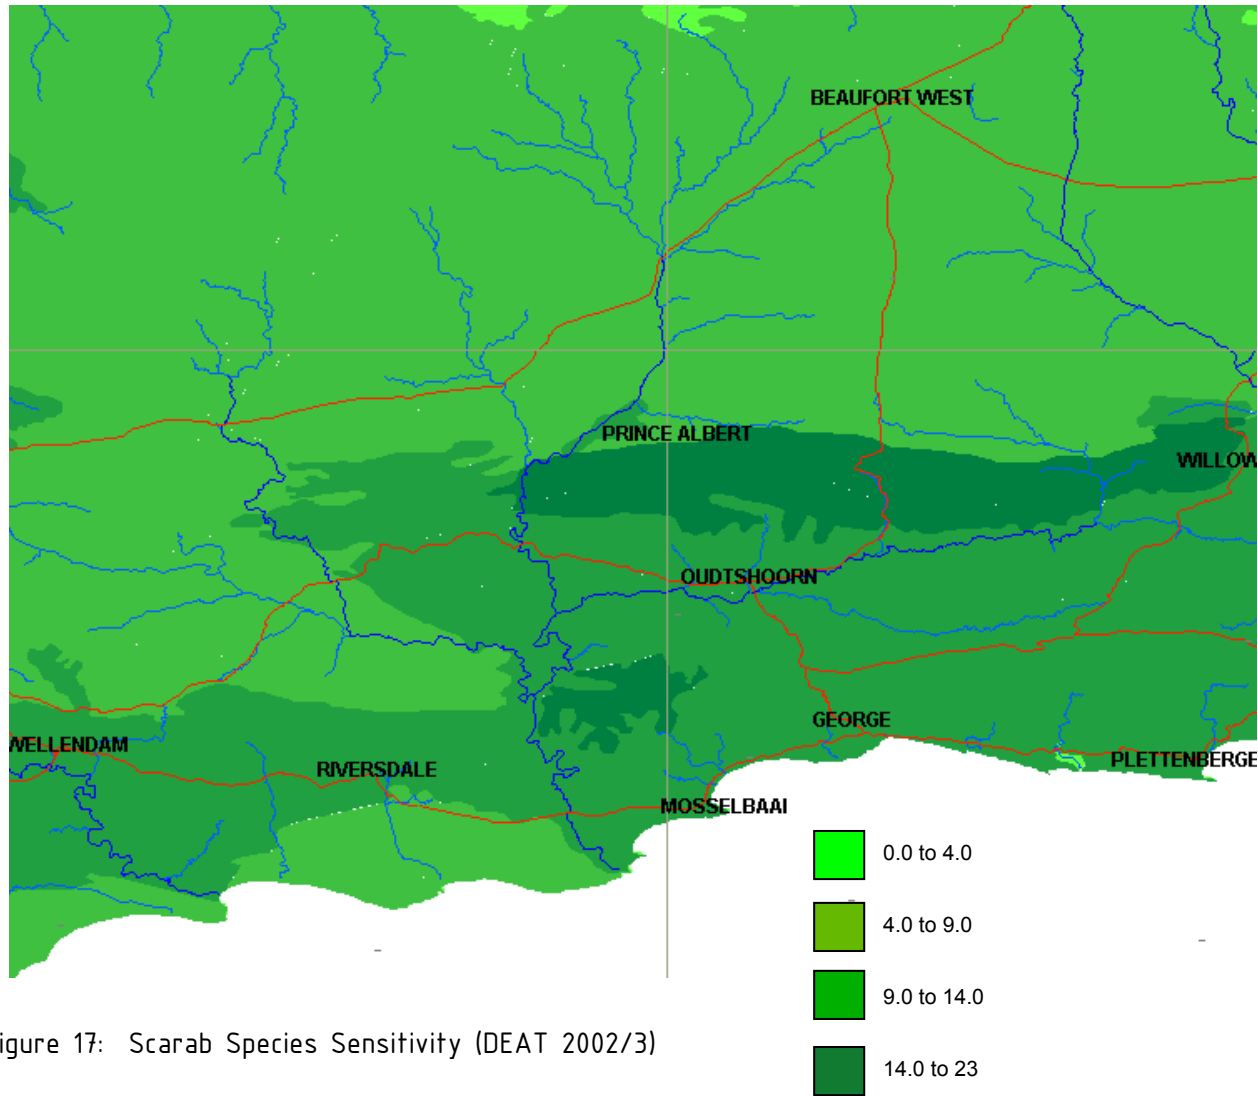 BEAUFORT WEST
PRINCE ALBERT
WILLOW
OUDTSHOORN
GEORGE
WELLENDAM
PLETTENBERGE
RIVERSDALE
MOSSELBAAI
0.0 to 4.0
4.0 to 9.0
9.0 to 14.0
14.0 to 23
igure 17: Scarab Species Sensitivity (DEAT 2002/3)